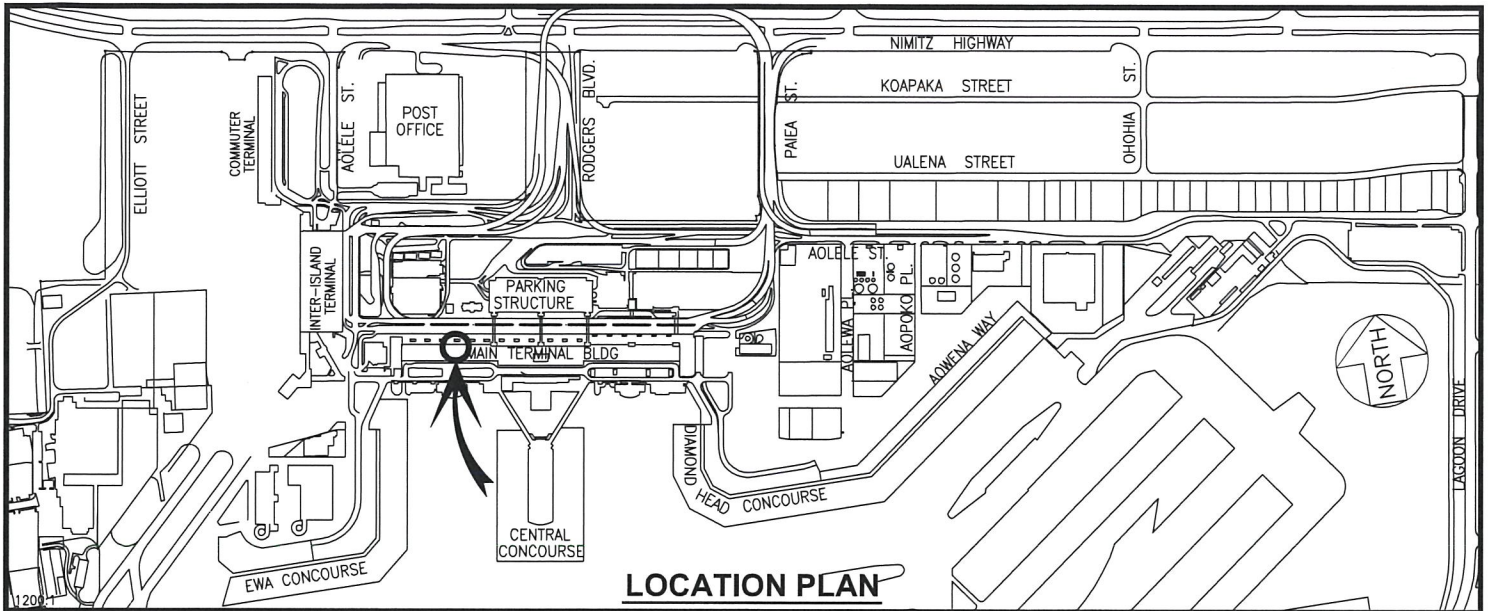 NIMITZ HIGHWAY
KOAPAKA STREET
UALENA STREET
ELLIOTT STREET
COMMUTER
TERMINAL
AOLELE ST.
POST
OFFICE
RODGERS BLVD.
PAIEA ST.
OHOHIA ST.
INTER-ISLAND
TERMINAL
PARKING
STRUCTURE
MAIN TERMINAL BLDG
AOLELE ST.
AOLEWA PL.
AOPOKO PL.
AOWENA WAY
NORTH
LAGOON DRIVE
DIAMOND
HEAD CONCOURSE
CENTRAL
CONCOURSE
EWA CONCOURSE
LOCATION PLAN
1200:1